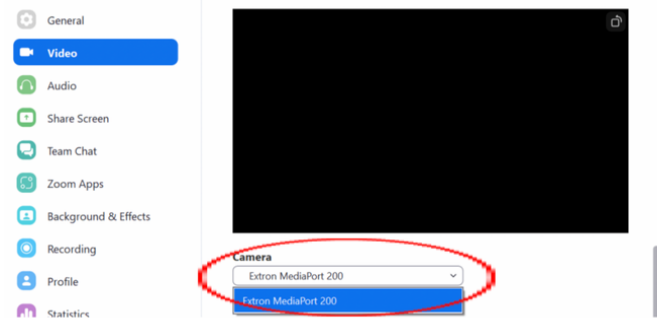 General
Video
Audio
Share Screen
Team Chat
Zoom Apps
Background & Effects
Recording
Profile
Statistics
Camera
Extron MediaPort 200
Extron MediaPort 200